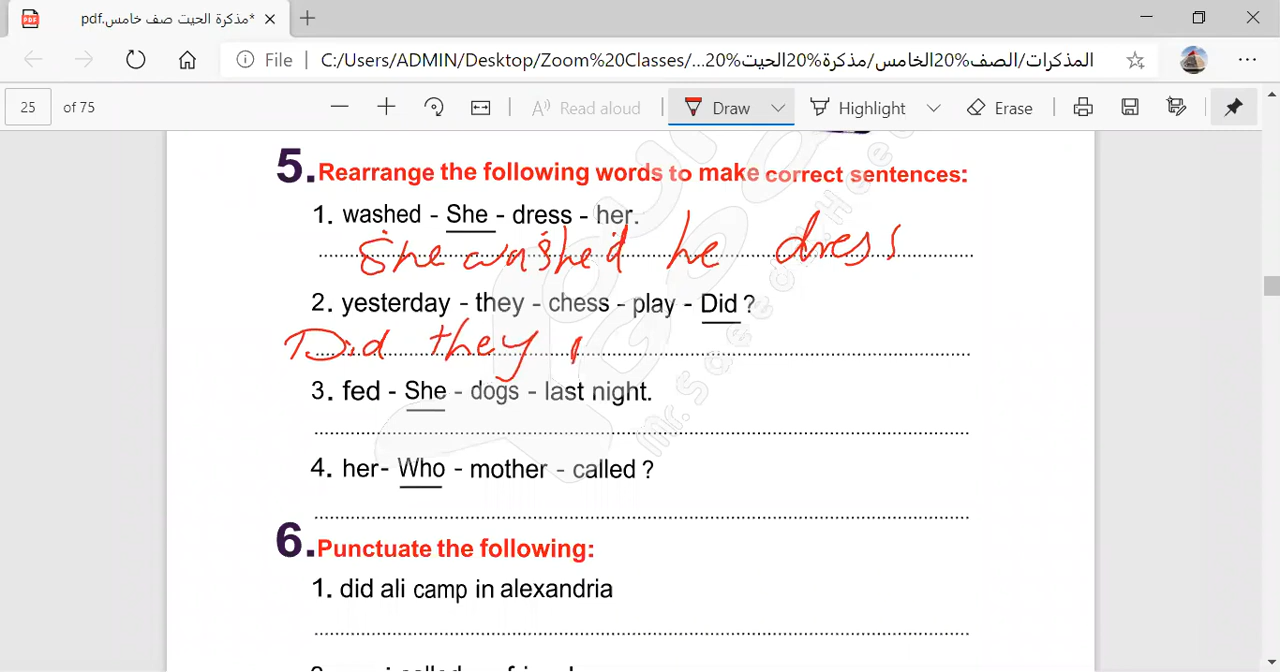 *مذكرة الحيت صف خامس.pdf
File C:/Users/ADMIN/Desktop/Zoom%20Classes/...المذكرات/الصف%20الخامس/مذكرة%20الحيت%20
25 of 75 Read aloud Draw Highlight Erase
5. Rearrange the following words to make correct sentences:
1. washed - She - dress - her.
She washed he dress
2. yesterday - they - chess - play - Did ?
Did they
3. fed - She - dogs - last night.
4. her- Who - mother - called ?
6. Punctuate the following:
1. did ali camp in alexandria
Mr. Saeed. Hose